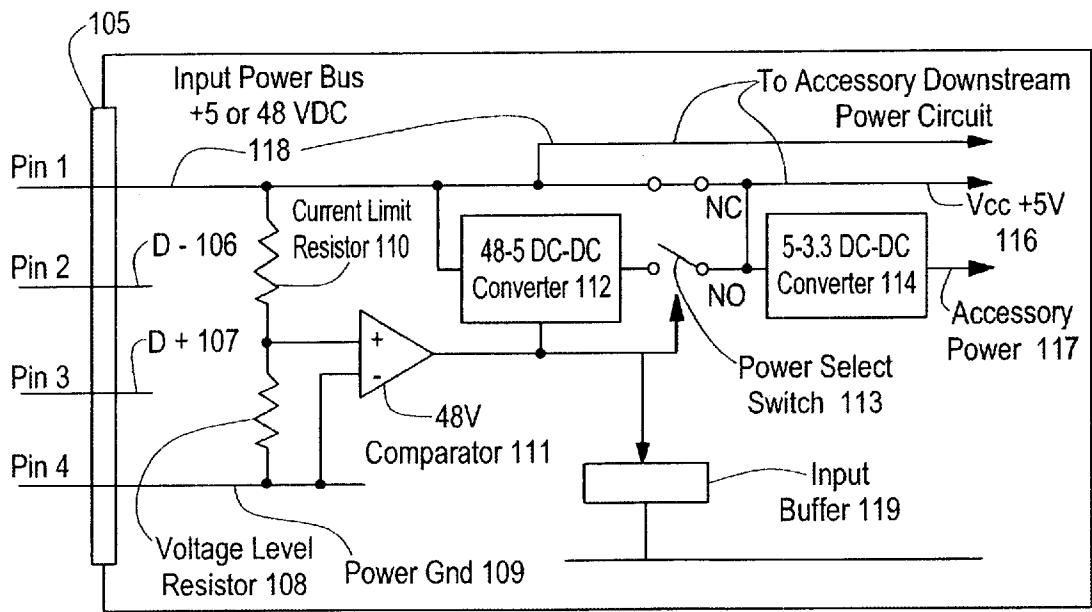 105
Input Power Bus
+5 or 48 VDC
118
To Accessory Downstream
Power Circuit
Pin 1
NC
Vcc +5V
116
Current Limit
Resistor 110
D - 106
Pin 2
48-5 DC-DC
Converter 112
NO
5-3.3 DC-DC
Converter 114
Accessory
Power 117
D + 107
Pin 3
+
-
48V
Comparator 111
Power Select
Switch 113
Pin 4
Input
Buffer 119
Voltage Level
Resistor 108
Power Gnd 109